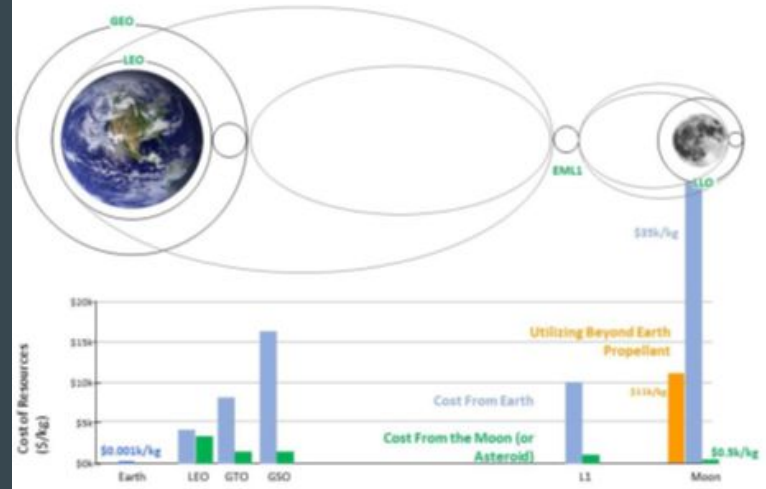 GEO
LEO
EML1
LLO
$35k/kg
$20k
$15k
$10k
$5k
$0k
Cost of Resources
($/kg)
Utilizing Beyond Earth
Propellant
$11k/kg
Cost From Earth
Cost From the Moon (or
Asteroid)
$0.001k/kg
$0.5k/kg
Earth
LEO
GTO
GSO
L1
Moon